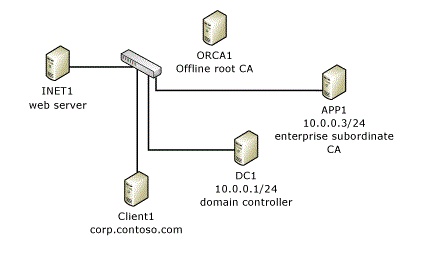 ORCA1
Offline root CA
INET1
web server
APP1
10.0.0.3/24
enterprise subordinate
CA
DC1
10.0.0.1/24
domain controller
Client1
corp.contoso.com